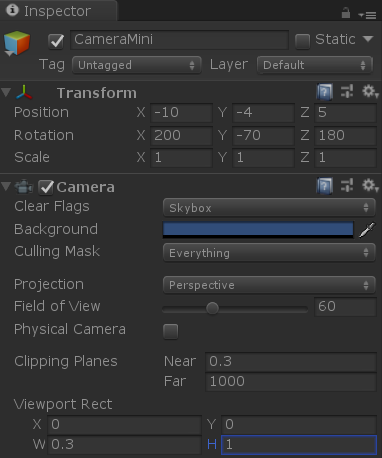 Inspector
CameraMini Static
Tag Untagged Layer Default
Transform
Position X -10 Y -4 Z 5
Rotation X 200 Y -70 Z 180
Scale X 1 Y 1 Z 1
Camera
Clear Flags Skybox
Background
Culling Mask Everything
Projection Perspective
Field of View 60
Physical Camera
Clipping Planes Near 0.3
Far 1000
Viewport Rect
X 0 Y 0
W 0.3 H 1